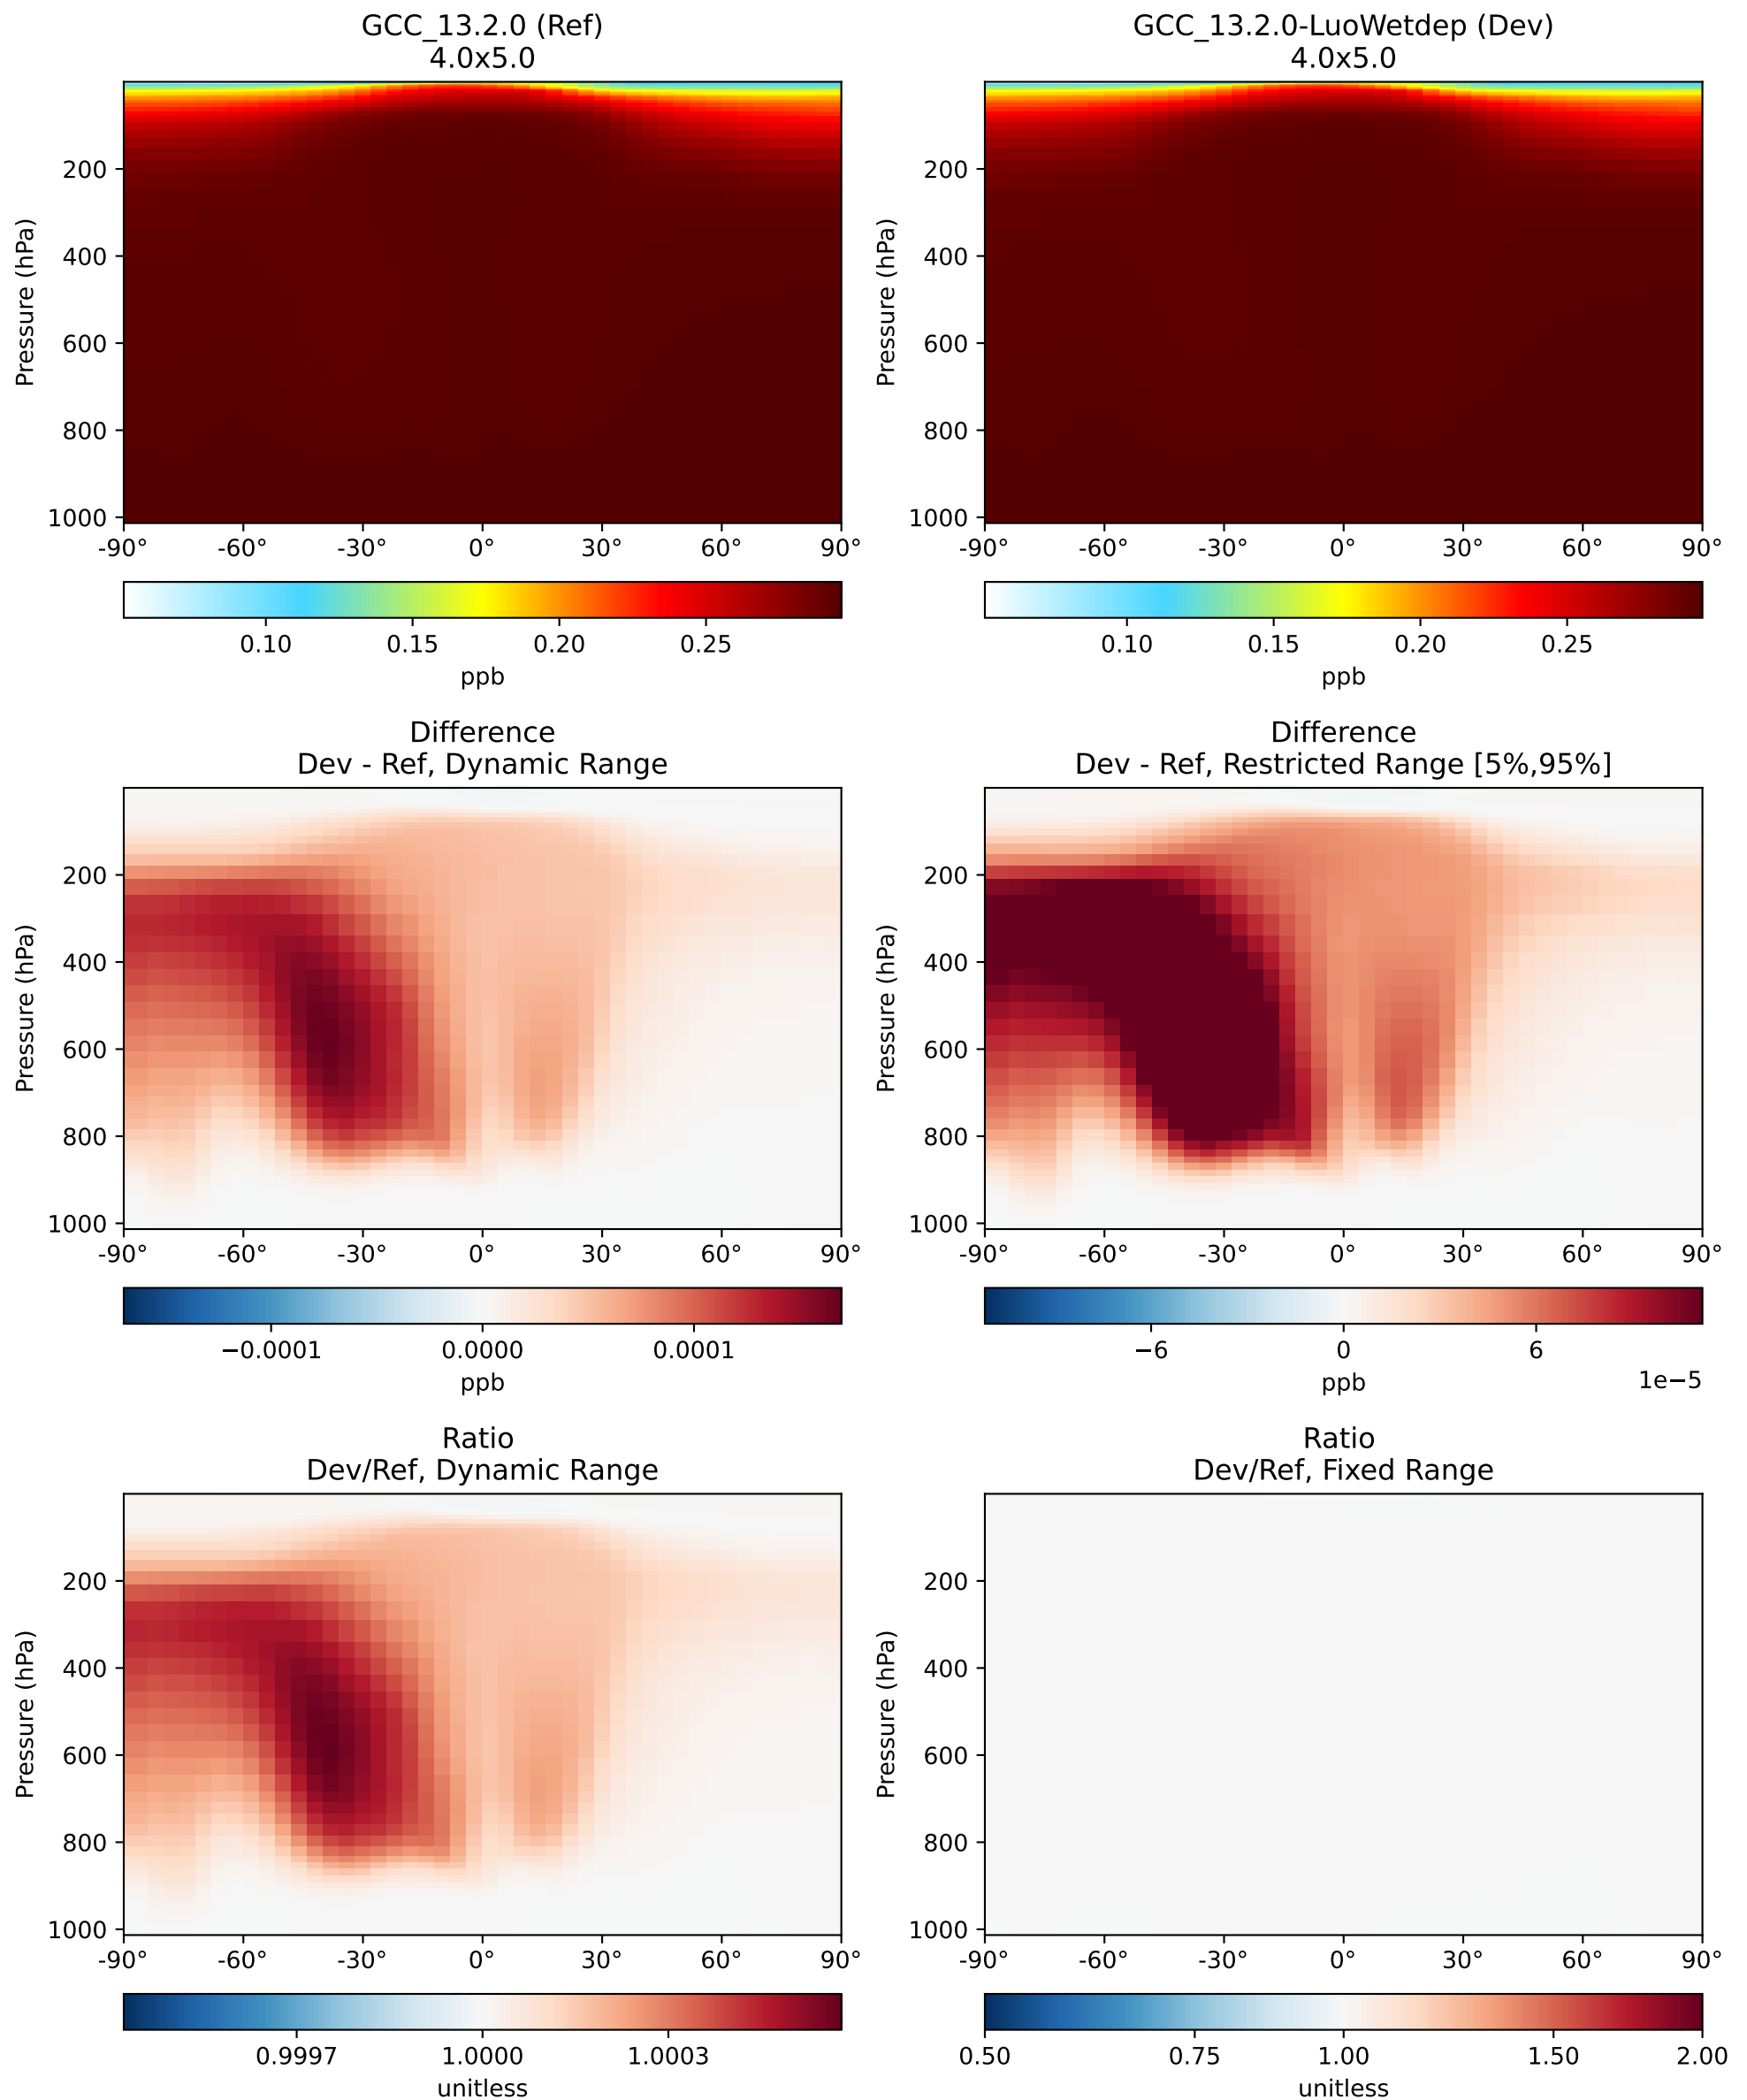 GCC_13.2.0 (Ref)
4.0x5.0
Pressure (hPa)
200
400
600
800
1000
-90° -60° -30° 0° 30° 60° 90°
0.10 0.15 0.20 0.25
ppb
GCC_13.2.0-LuoWetdep (Dev)
4.0x5.0
Pressure (hPa)
200
400
600
800
1000
-90° -60° -30° 0° 30° 60° 90°
0.10 0.15 0.20 0.25
ppb
Difference
Dev - Ref, Dynamic Range
Pressure (hPa)
200
400
600
800
1000
-90° -60° -30° 0° 30° 60° 90°
−0.0001 0.0000 0.0001
ppb
Difference
Dev - Ref, Restricted Range [5%,95%]
Pressure (hPa)
200
400
600
800
1000
-90° -60° -30° 0° 30° 60° 90°
−6 0 6
ppb 1e−5
Ratio
Dev/Ref, Dynamic Range
Pressure (hPa)
200
400
600
800
1000
-90° -60° -30° 0° 30° 60° 90°
0.9997 1.0000 1.0003
unitless
Ratio
Dev/Ref, Fixed Range
Pressure (hPa)
200
400
600
800
1000
-90° -60° -30° 0° 30° 60° 90°
0.50 0.75 1.00 1.50 2.00
unitless